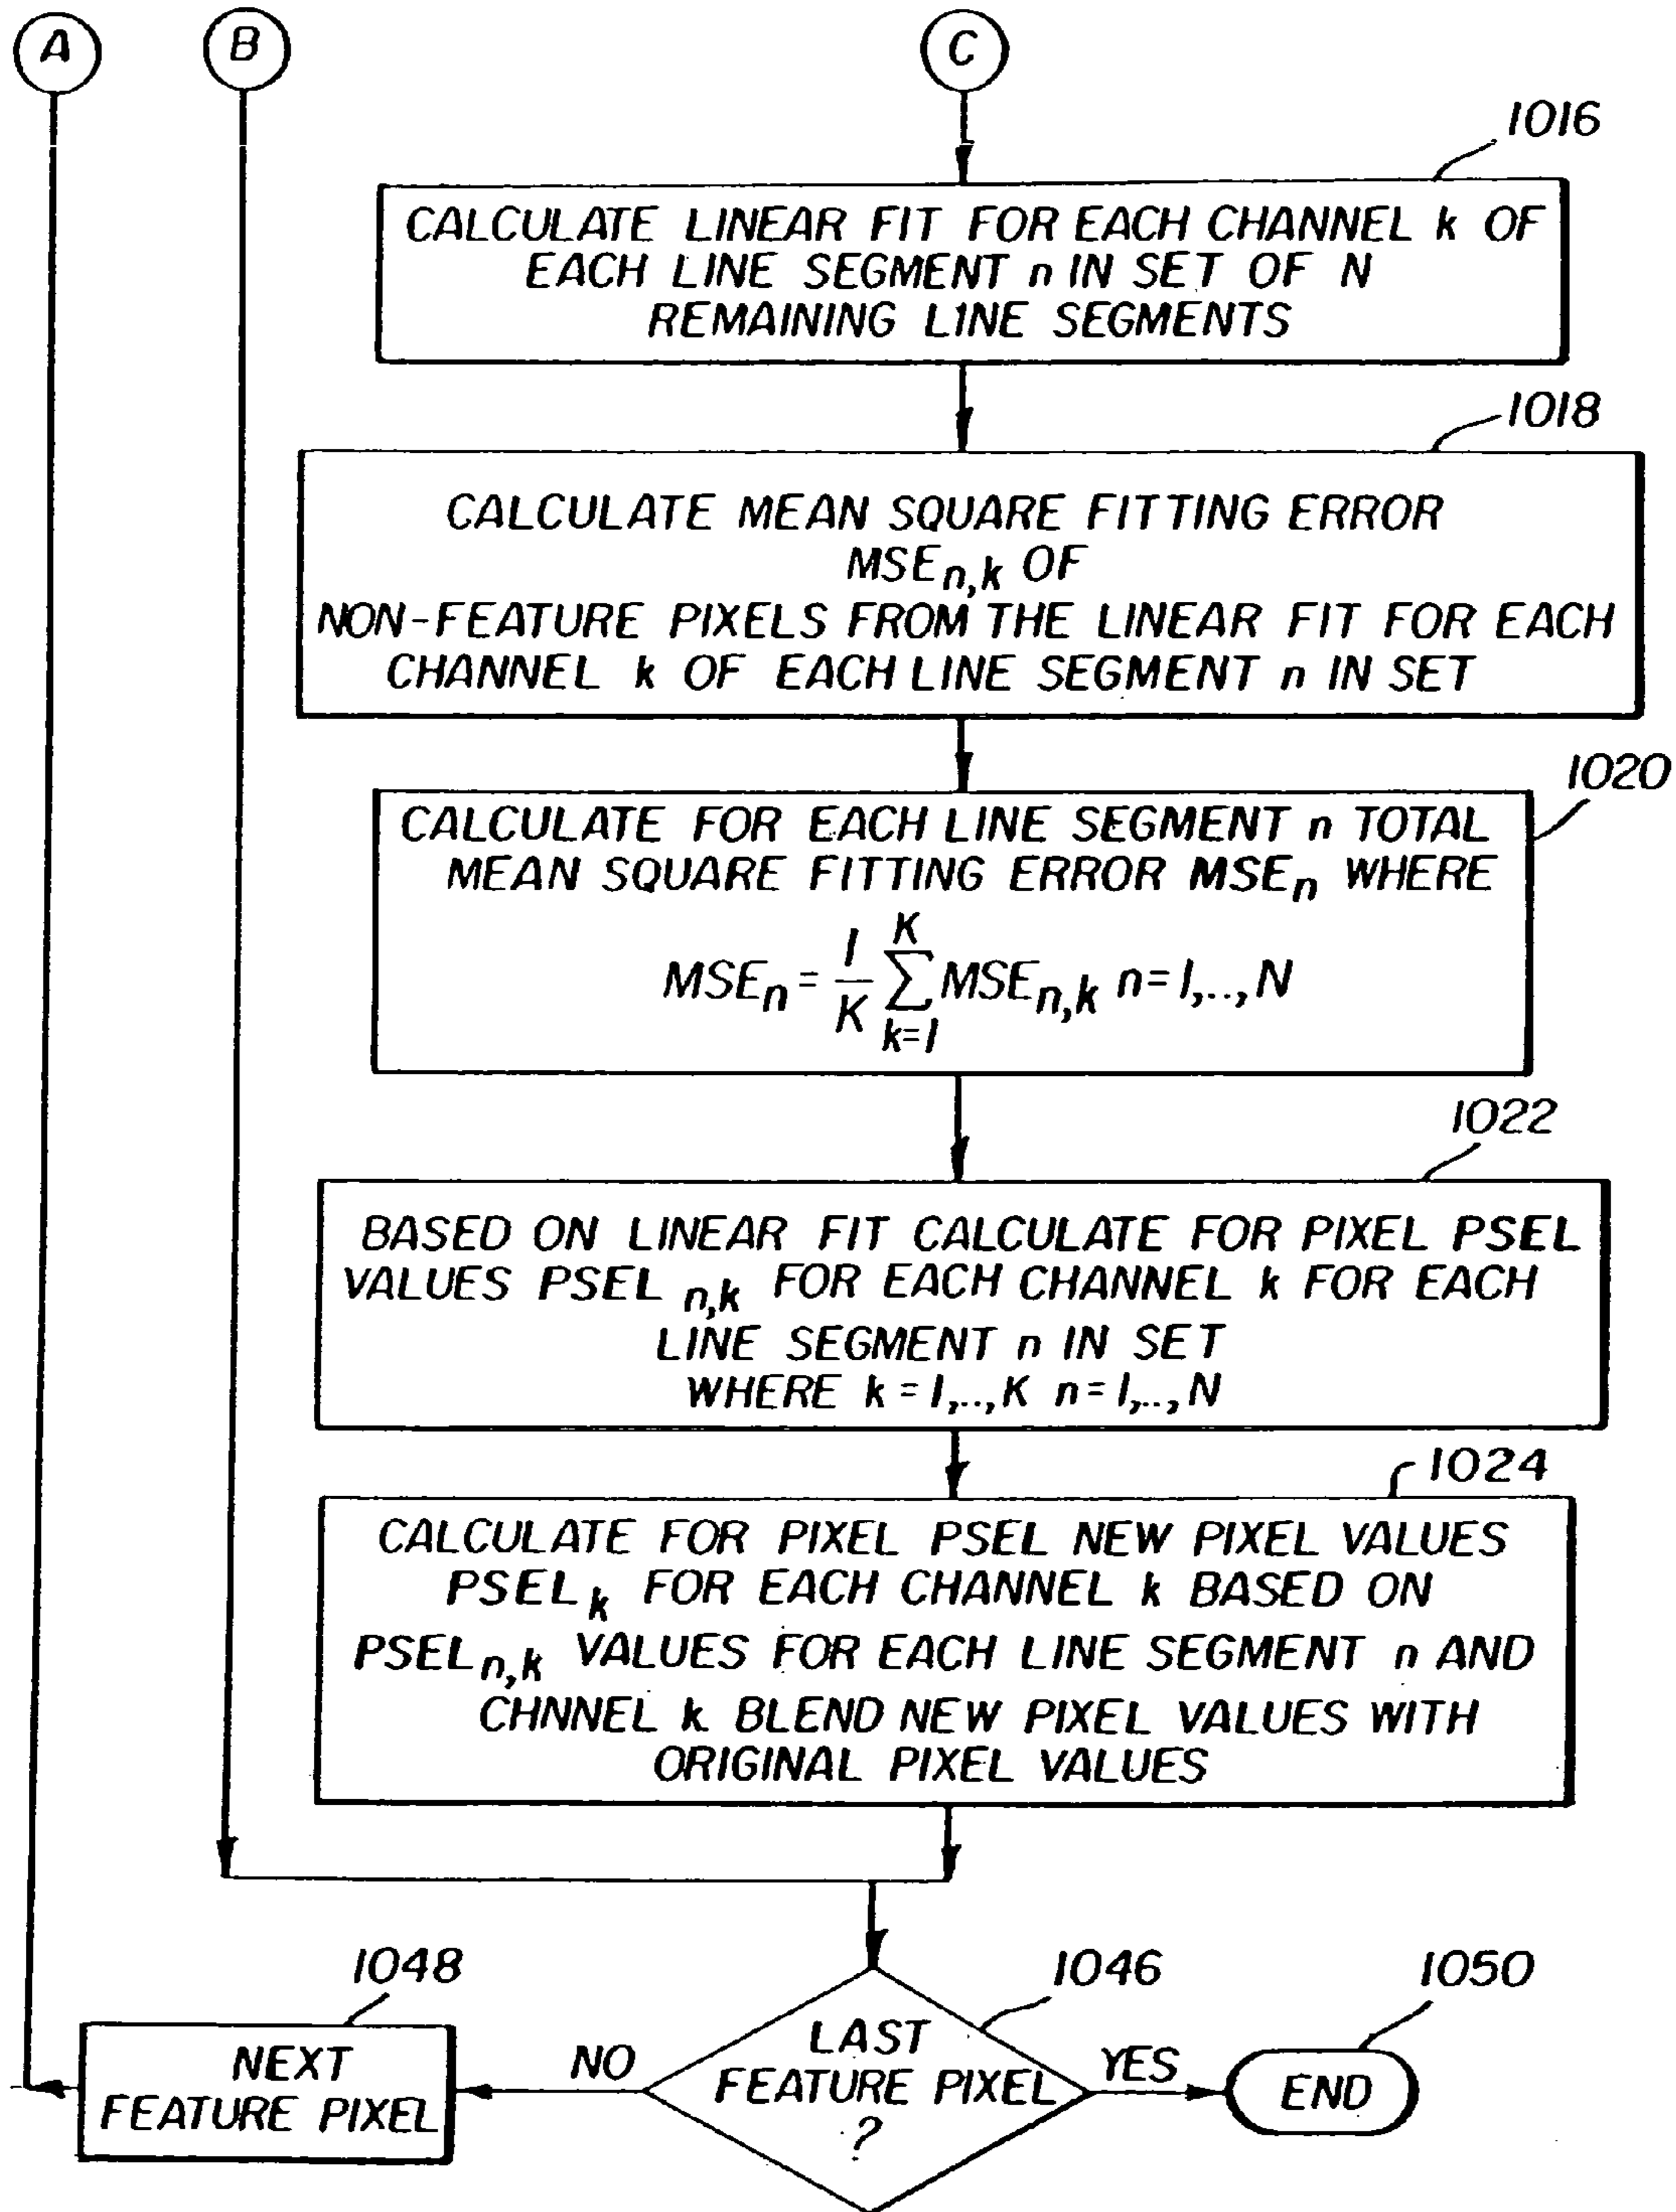 A B C
1016
CALCULATE LINEAR FIT FOR EACH CHANNEL k OF
EACH LINE SEGMENT n IN SET OF N
REMAINING LINE SEGMENTS
1018
CALCULATE MEAN SQUARE FITTING ERROR
MSEn,k OF
NON-FEATURE PIXELS FROM THE LINEAR FIT FOR EACH
CHANNEL k OF EACH LINE SEGMENT n IN SET
1020
CALCULATE FOR EACH LINE SEGMENT n TOTAL
MEAN SQUARE FITTING ERROR MSEn WHERE
MSEn = 1/K ∑k=1K MSEn,k n=1,..,N
1022
BASED ON LINEAR FIT CALCULATE FOR PIXEL PSEL
VALUES PSEL n,k FOR EACH CHANNEL k FOR EACH
LINE SEGMENT n IN SET
WHERE k=1,..,K n=1,..,N
1024
CALCULATE FOR PIXEL PSEL NEW PIXEL VALUES
PSELk FOR EACH CHANNEL k BASED ON
PSELn,k VALUES FOR EACH LINE SEGMENT n AND
CHNNEL k BLEND NEW PIXEL VALUES WITH
ORIGINAL PIXEL VALUES
1046
LAST
FEATURE PIXEL
?
NO
YES
1048
NEXT
FEATURE PIXEL
1050
END